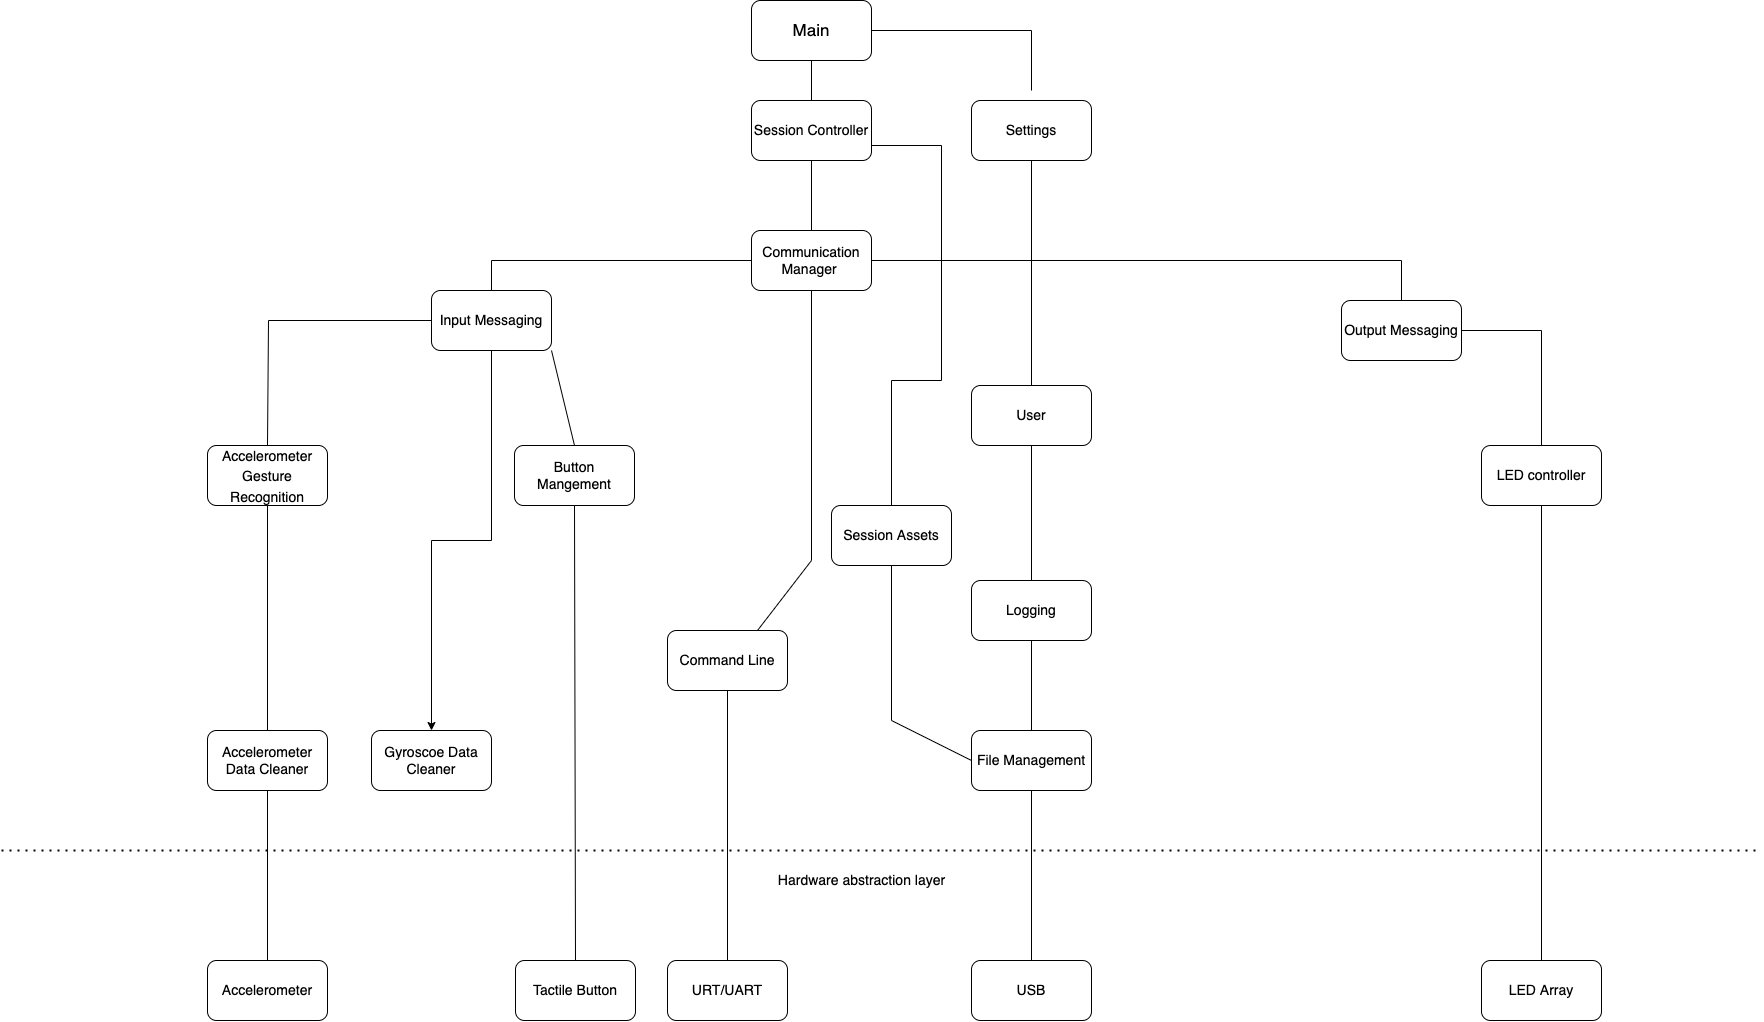 Main
Session Controller
Settings
Communication
Manager
Input Messaging
Output Messaging
User
Accelerometer
Gesture
Recognition
Button
Mangement
LED controller
Session Assets
Logging
Command Line
Accelerometer
Data Cleaner
Gyroscoe Data
Cleaner
File Management
Hardware abstraction layer
Accelerometer
Tactile Button
URT/UART
USB
LED Array